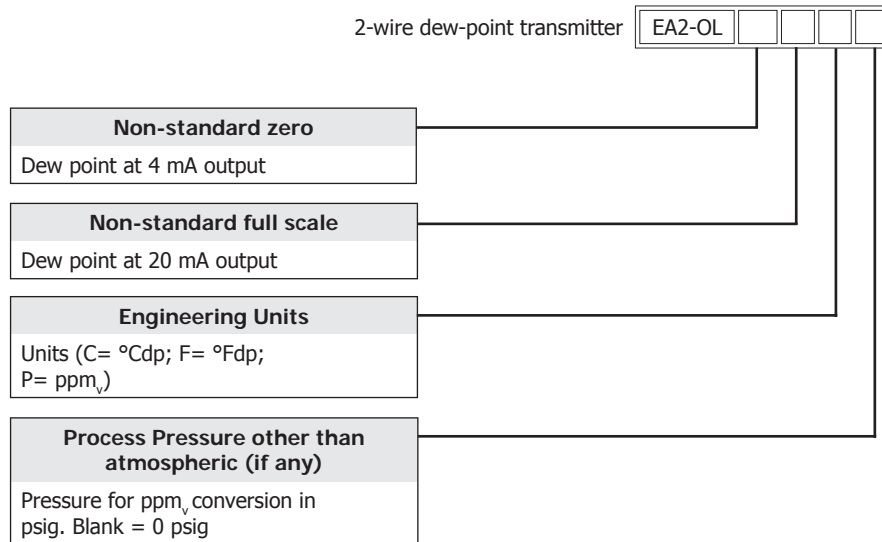 2-wire dew-point transmitter EA2-OL
Non-standard zero
Dew point at 4 mA output
Non-standard full scale
Dew point at 20 mA output
Engineering Units
Units (C= °Cdp; F= °Fdp;
P= ppmv)
Process Pressure other than
atmospheric (if any)
Pressure for ppmv conversion in
psig. Blank = 0 psig